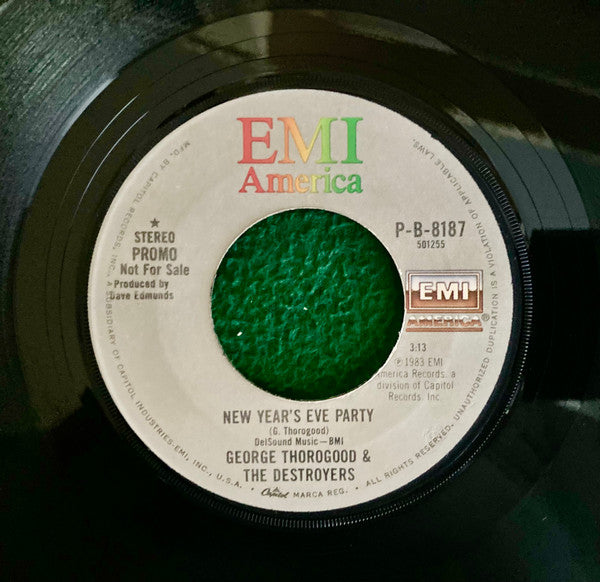 EMI
America
★
STEREO
PROMO
Not For Sale
Produced by
Dave Edmunds
P-B-8187
501255
EMI
AMERICA®
3:13
℗1983 EMI
America Records, a
division of Capitol
Records, Inc.
NEW YEAR'S EVE PARTY
(G. Thorogood)
DelSound Music—BMI
GEORGE THOROGOOD &
THE DESTROYERS
MFG. BY CAPITOL RECORDS, INC., A SUBSIDIARY OF CAPITOL INDUSTRIES-EMI, INC., U.S.A. • Capitol MARCA REG. • ALL RIGHTS RESERVED. UNAUTHORIZED DUPLICATION IS A VIOLATION OF APPLICABLE LAWS.